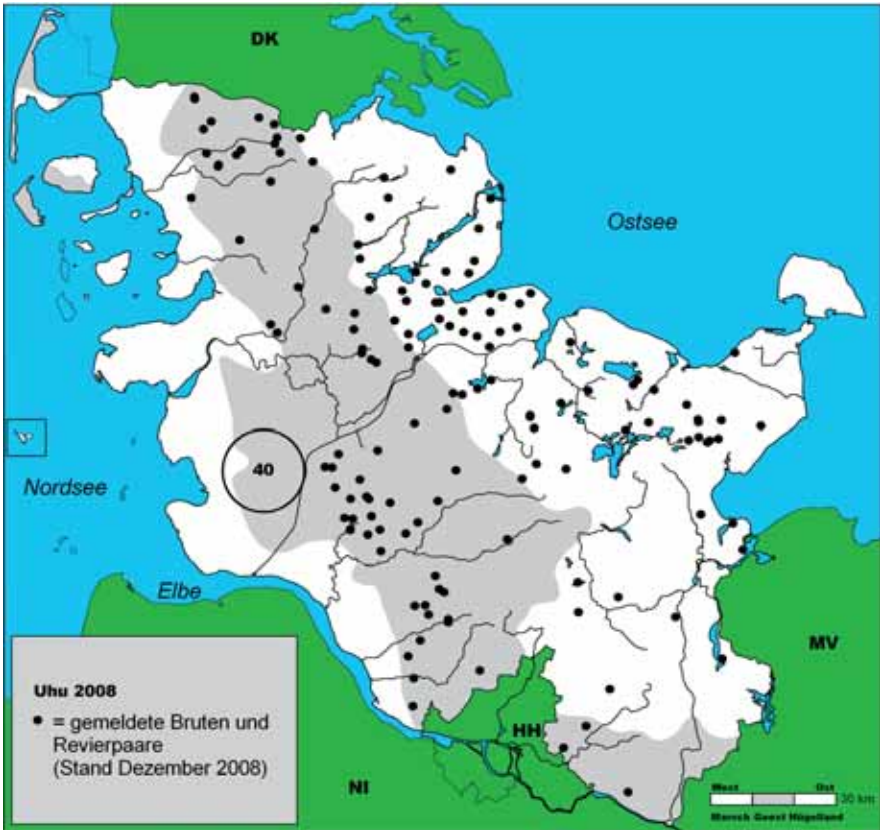 DK
Ostsee
40
Nordsee
Elbe
MV
HH
NI
Uhu 2008
● = gemeldete Bruten und
Revierpaare
(Stand Dezember 2008)
West Ost
30 km
Marsch Geest Hügelland